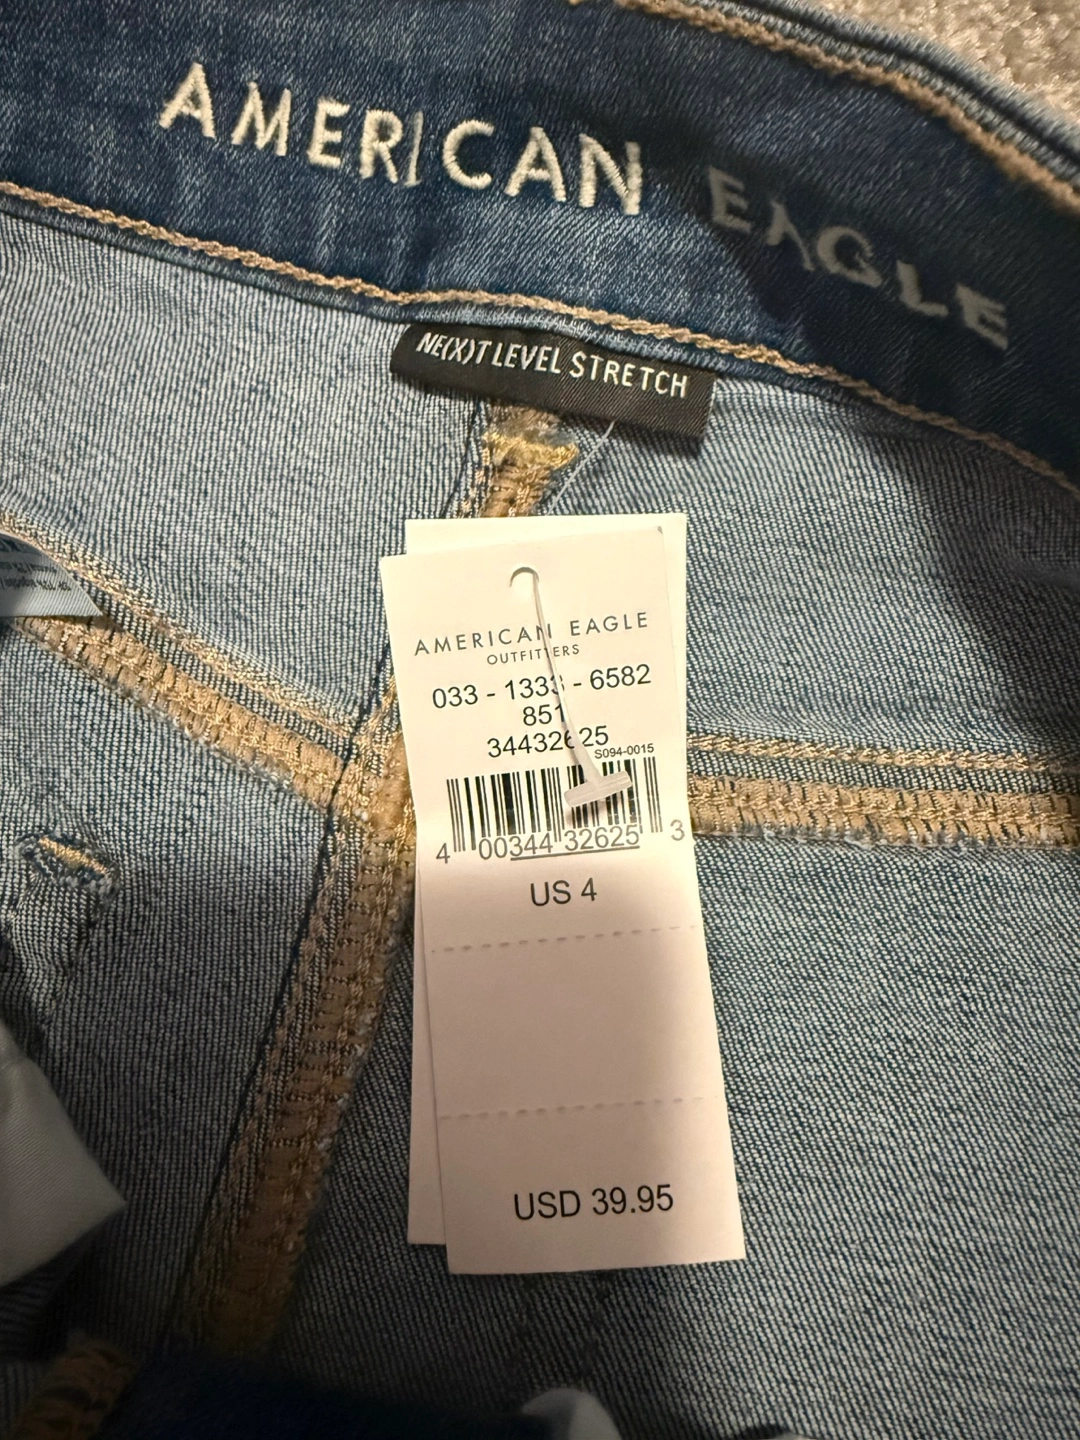 AMERICAN EAGLE
NE(X)T LEVEL STRETCH
AMERICAN EAGLE
OUTFITTERS
033 - 1333 - 6582
851
34432625
S094-0015
4 00344 32625 3
US 4
USD 39.95